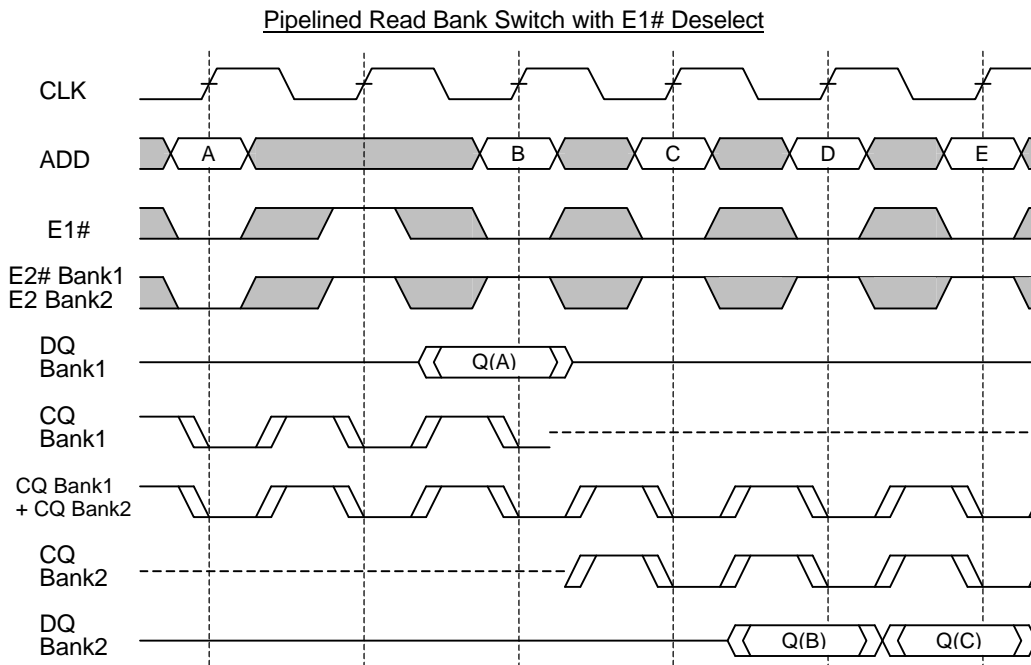 Pipelined Read Bank Switch with E1# Deselect
CLK
ADD
A
B
C
D
E
E1#
E2# Bank1
E2 Bank2
DQ
Bank1
Q(A)
CQ
Bank1
CQ Bank1
+ CQ Bank2
CQ
Bank2
DQ
Bank2
Q(B)
Q(C)